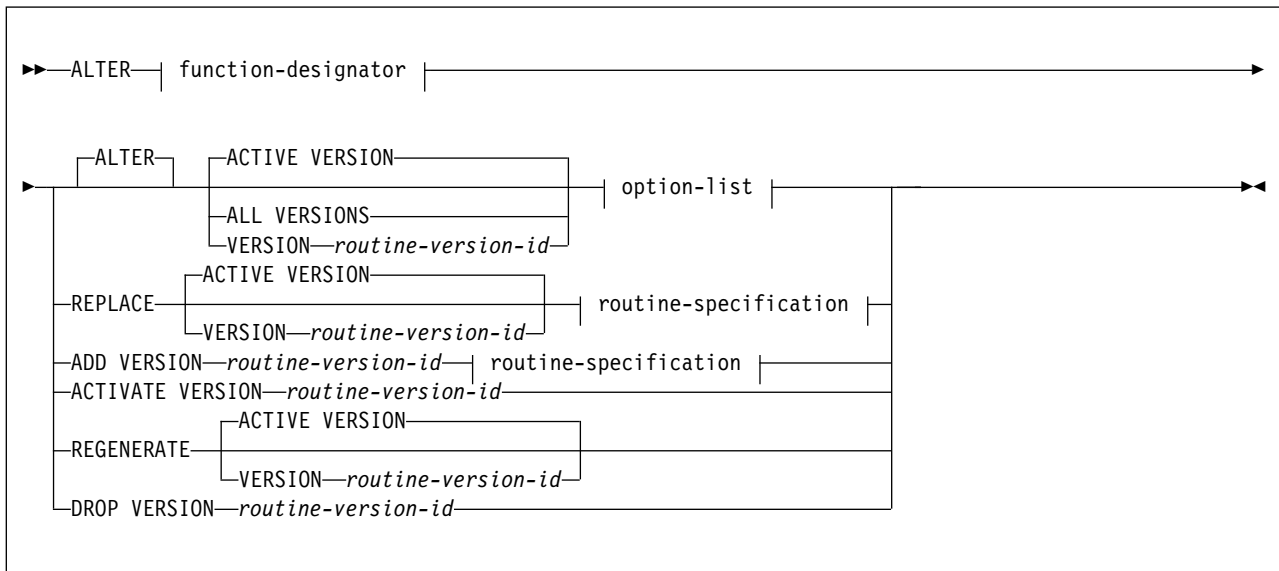 ALTER function-designator
ALTER ACTIVE VERSION
option-list
ALL VERSIONS
VERSION routine-version-id
ACTIVE VERSION
REPLACE routine-specification
VERSION routine-version-id
ADD VERSION routine-version-id routine-specification
ACTIVATE VERSION routine-version-id
ACTIVE VERSION
REGENERATE
VERSION routine-version-id
DROP VERSION routine-version-id